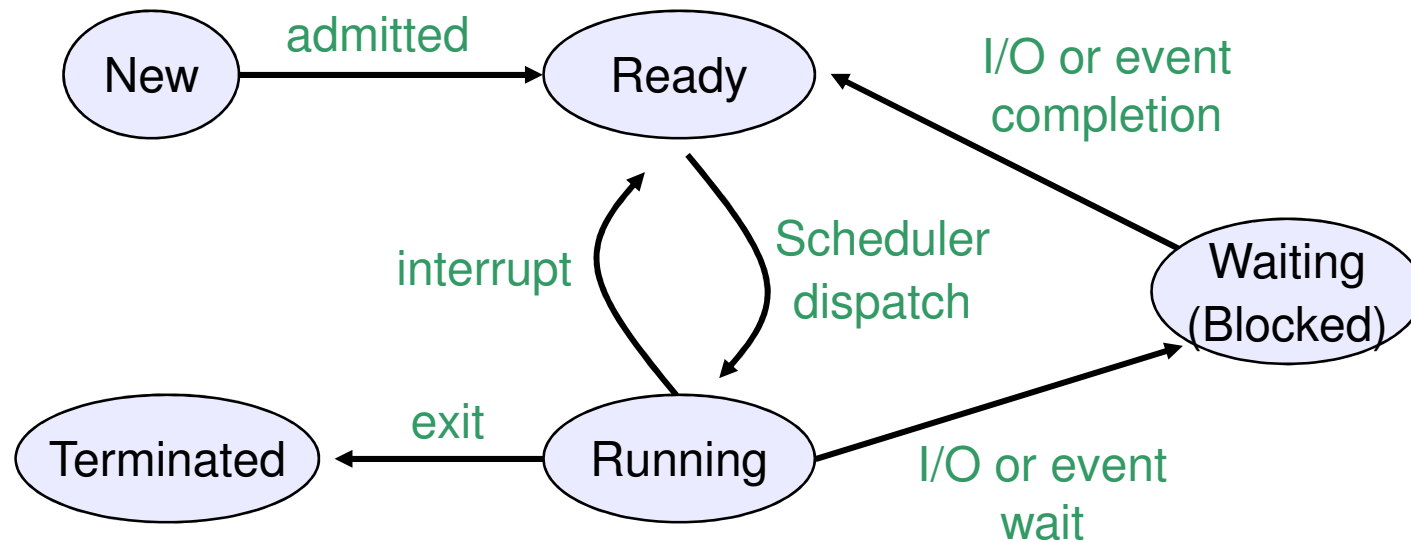 admitted
New
Ready
I/O or event
completion
interrupt
Scheduler
dispatch
Waiting
(Blocked)
exit
Terminated
Running
I/O or event
wait